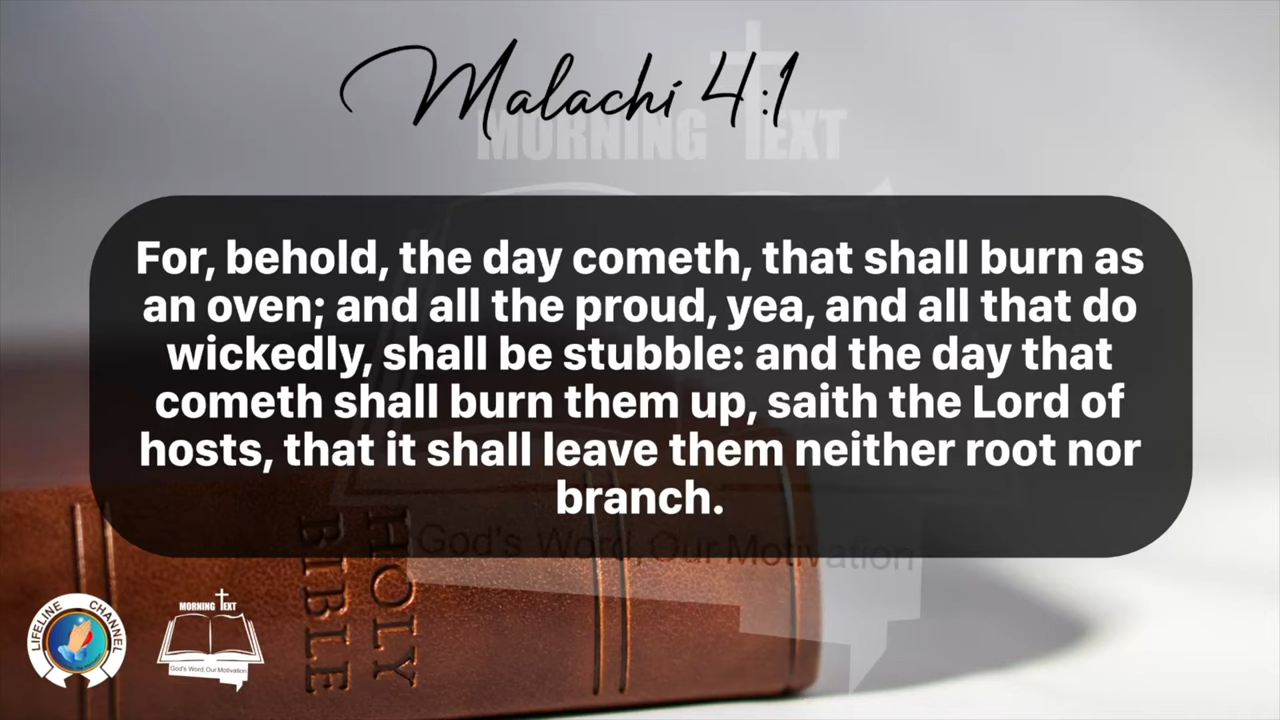 Malachi 4:1
MORNING TEXT
For, behold, the day cometh, that shall burn as
an oven; and all the proud, yea, and all that do
wickedly, shall be stubble: and the day that
cometh shall burn them up, saith the Lord of
hosts, that it shall leave them neither root nor
branch.
God's Word, Our Motivation
HOLY
BIBLE
LIFELINE CHANNEL
MORNING TEXT
God's Word, Our Motivation